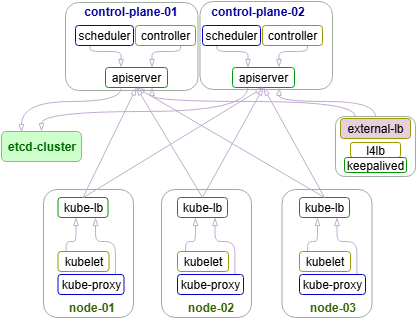 control-plane-01
control-plane-02
scheduler
controller
scheduler
controller
apiserver
apiserver
etcd-cluster
external-lb
l4lb
keepalived
kube-lb
kube-lb
kube-lb
kubelet
kubelet
kubelet
kube-proxy
kube-proxy
kube-proxy
node-01
node-02
node-03